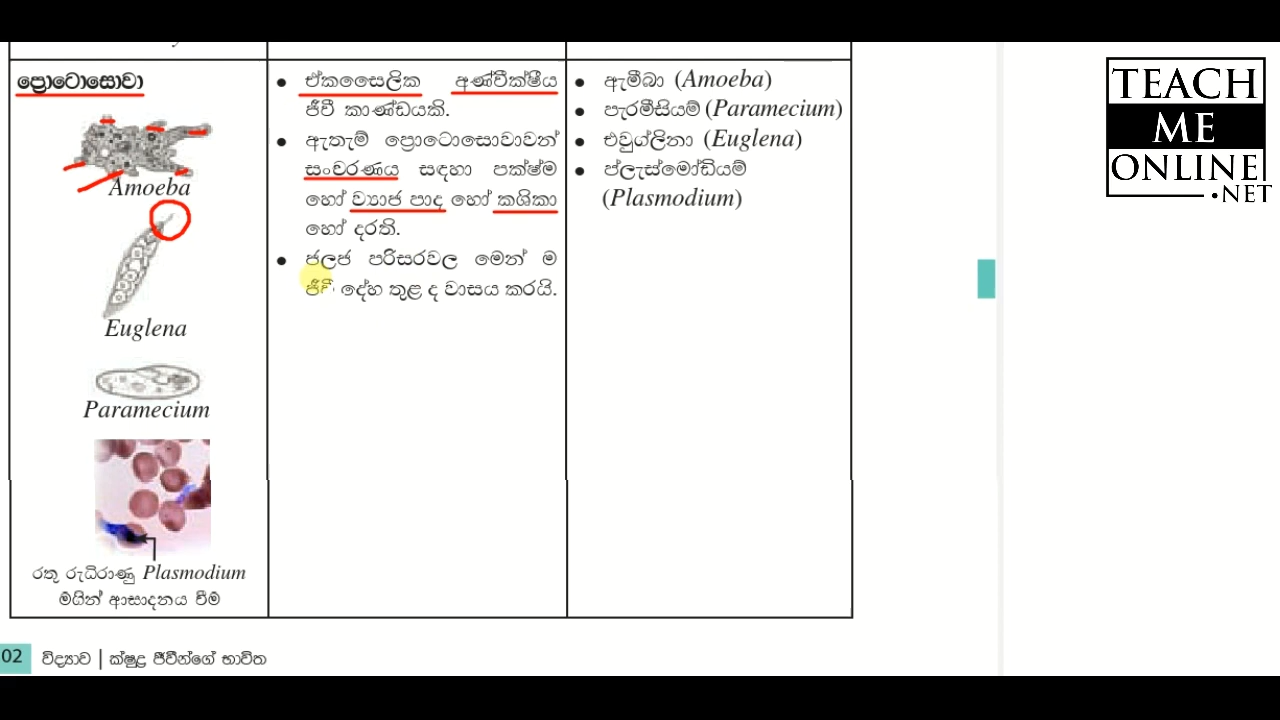 ප්‍රොටොසෝවා
Amoeba
Euglena
Paramecium
රතු රුධිරාණු Plasmodium
මගින් ආසාදනය වීම
● ඒකසෛලික අණ්වීක්ෂීය
ජීවී කාණ්ඩයකි.
● ඇතැම් ප්‍රොටොසෝවාවන්
සංචරණය සඳහා පක්ෂ්ම
හෝ ව්‍යාජ පාද හෝ කශිකා
හෝ දරති.
● ජලජ පරිසරවල මෙන් ම
ජීවී දේහ තුළ ද වාසය කරයි.
● ඇමීබා (Amoeba)
● පැරමීසියම් (Paramecium)
● එවුග්ලිනා (Euglena)
● ප්ලැස්මෝඩියම්
(Plasmodium)
02 විද්‍යාව | ක්ෂුද්‍ර ජීවීන්ගේ භාවිත
TEACH
ME
ONLINE
.NET